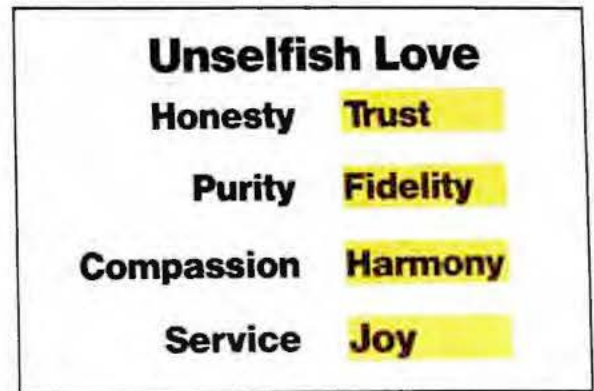 Unselfish Love
Honesty Trust
Purity Fidelity
Compassion Harmony
Service Joy